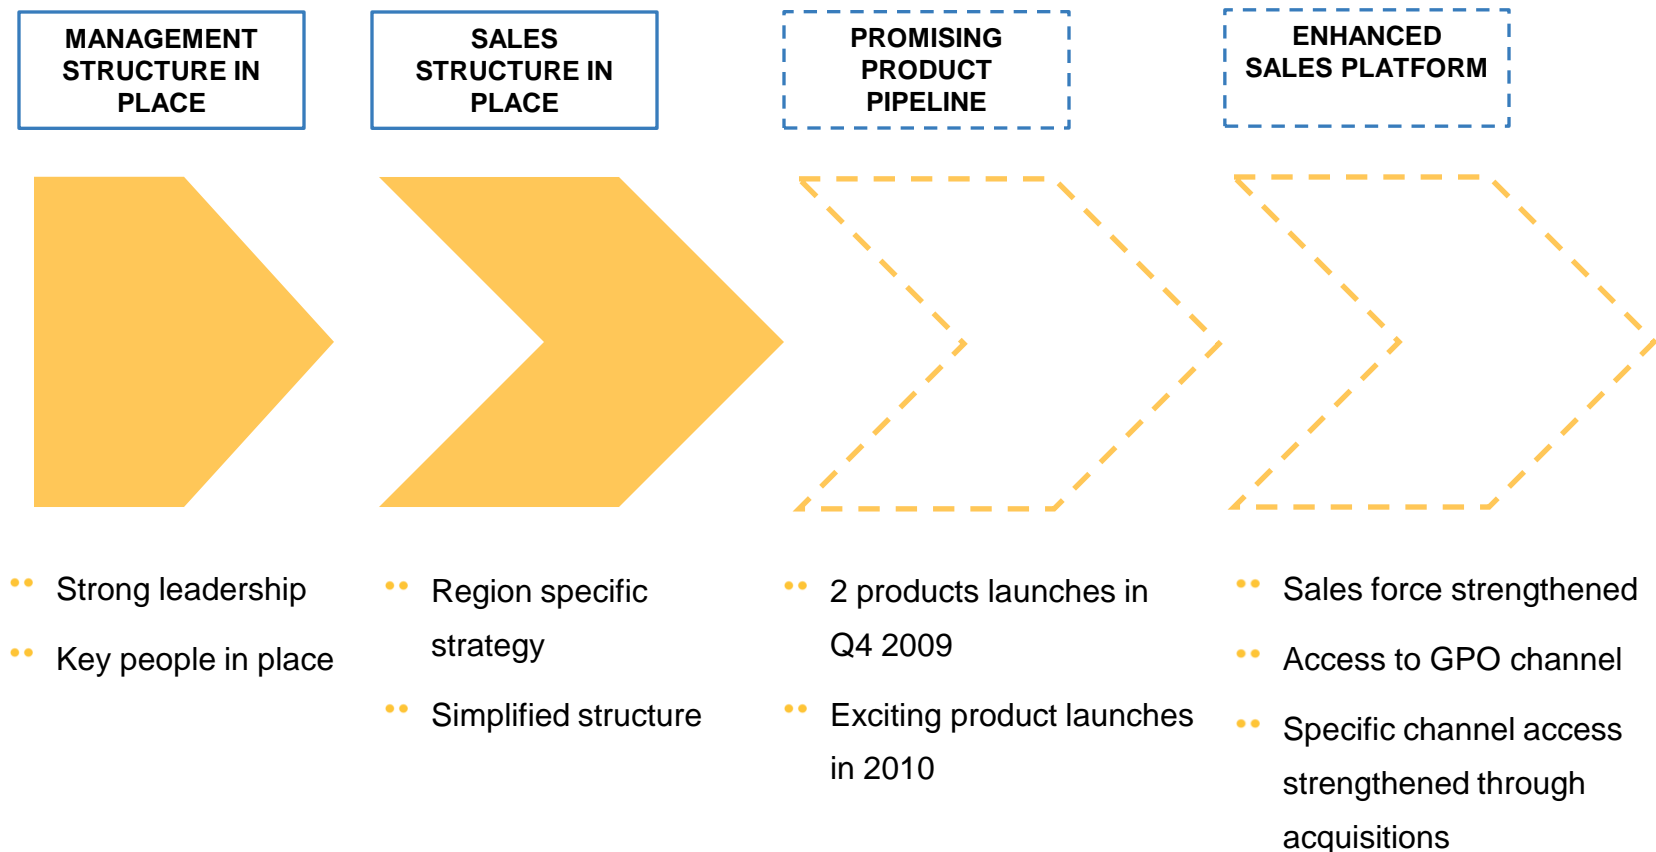 MANAGEMENT
STRUCTURE IN
PLACE
SALES
STRUCTURE IN
PLACE
PROMISING
PRODUCT
PIPELINE
ENHANCED
SALES PLATFORM
Strong leadership
Key people in place
Region specific
strategy
Simplified structure
2 products launches in
Q4 2009
Exciting product launches
in 2010
Sales force strengthened
Access to GPO channel
Specific channel access
strengthened through
acquisitions